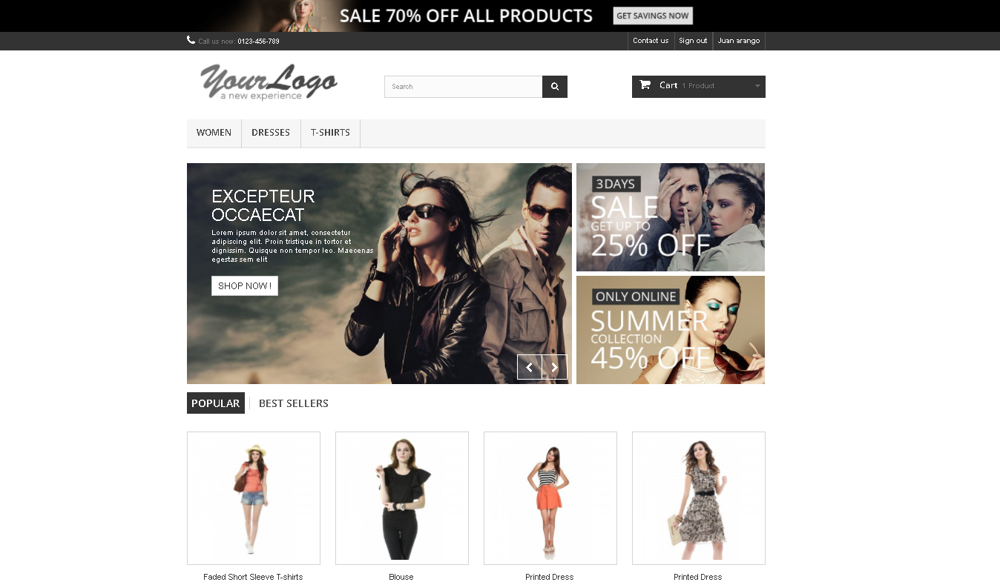 SALE 70% OFF ALL PRODUCTS
GET SAVINGS NOW
Call us now: 0123-456-789
Contact us
Sign out
Juan arango
YourLogo
a new experience
Search
Cart 1 Product
WOMEN
DRESSES
T-SHIRTS
EXCEPTEUR
OCCAECAT
Lorem ipsum dolor sit amet, consectetur
adipiscing elit. Proin tristique in tortor et
dignissim. Quisque non tempor leo. Maecenas
egestas sem elit
SHOP NOW !
3DAYS
SALE
GET UP TO
25% OFF
ONLY ONLINE
SUMMER
COLLECTION
45% OFF
POPULAR
BEST SELLERS
Faded Short Sleeve T-shirts
Blouse
Printed Dress
Printed Dress